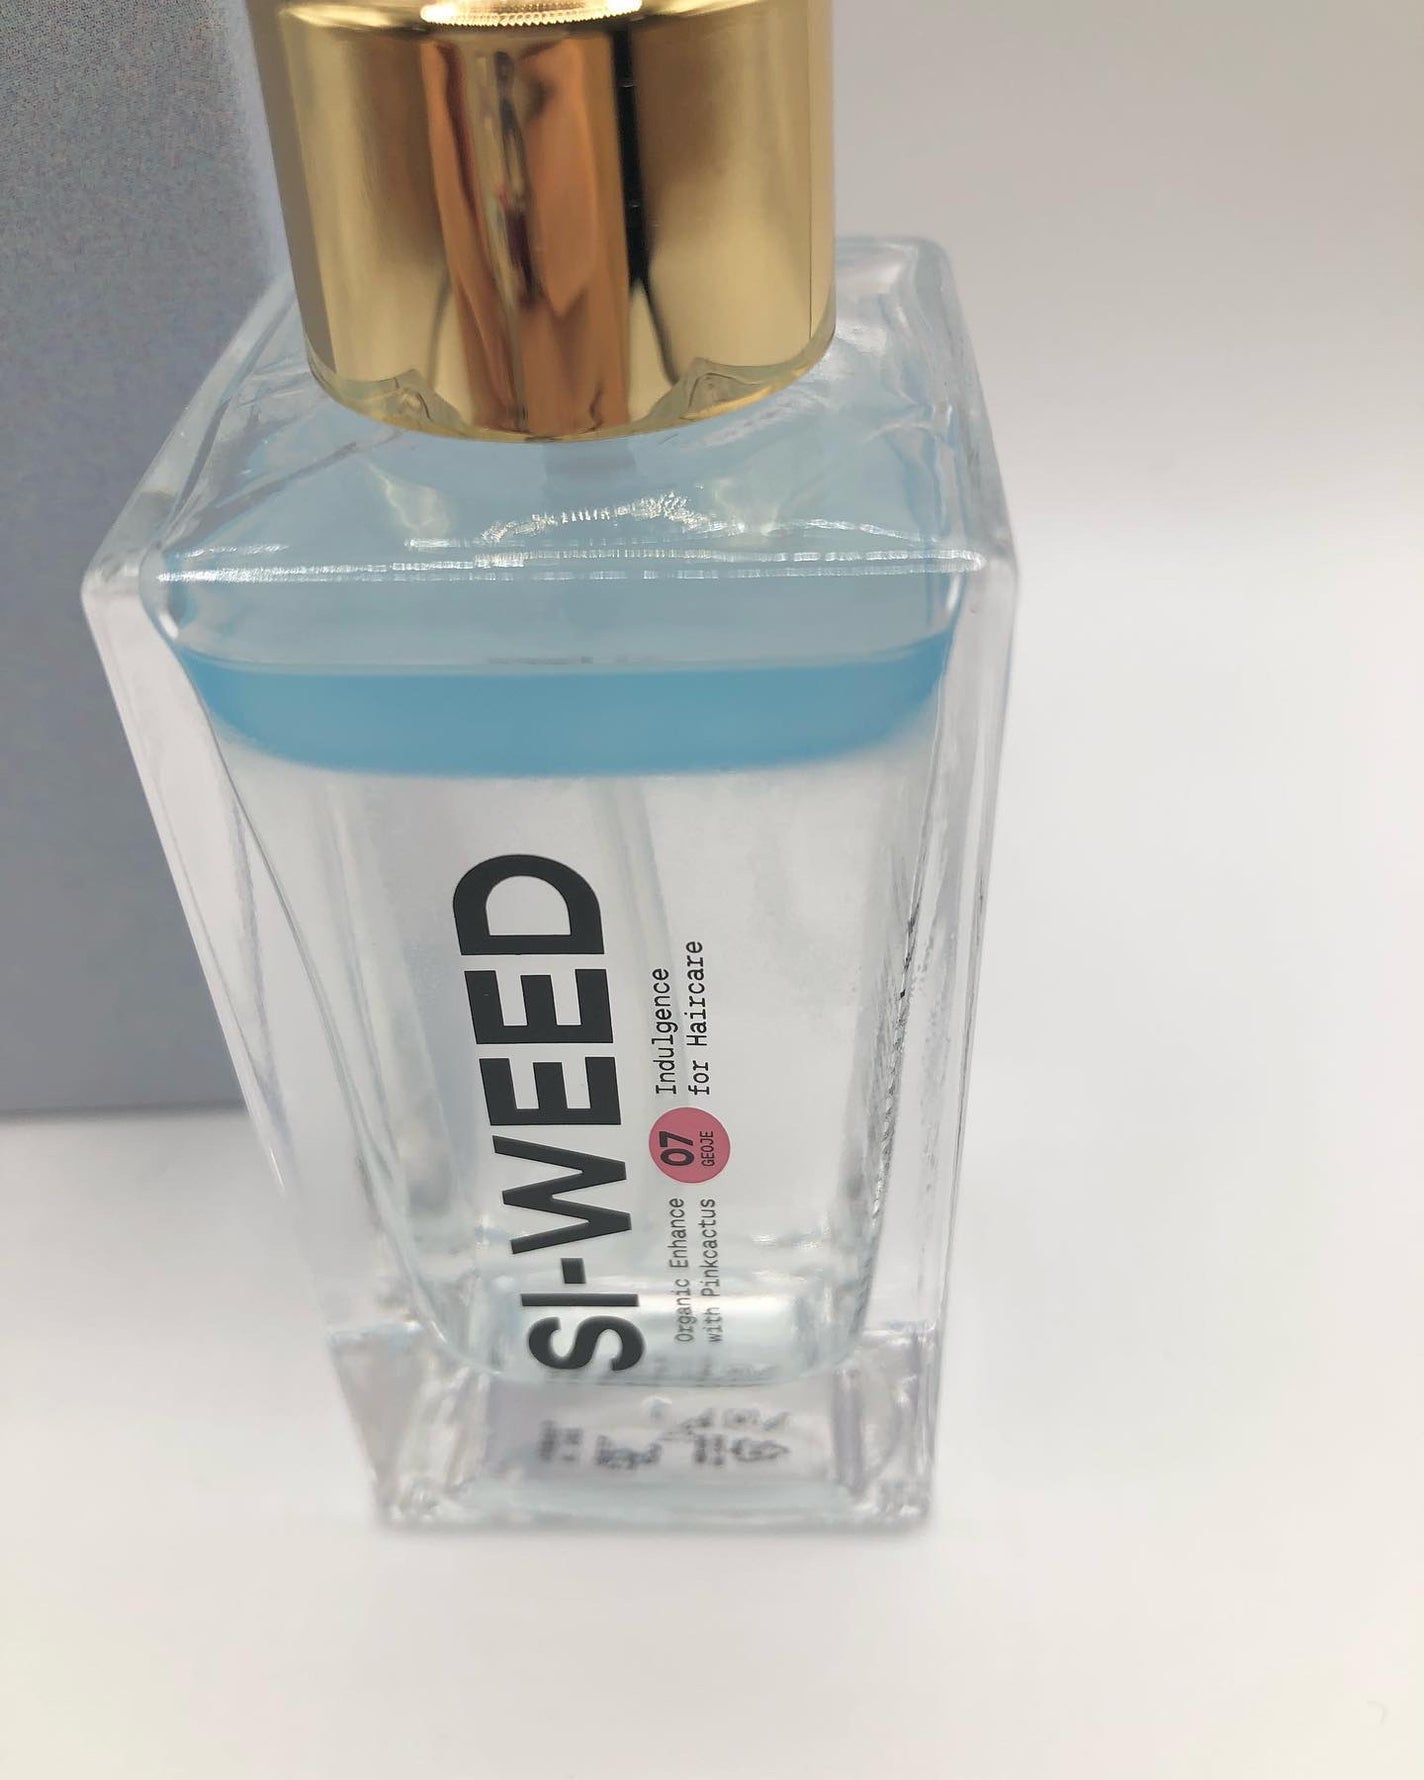 SI-WEED
Organic Enhance
with Pinkcactus
07
GEOJE
Indulgence
for Haircare